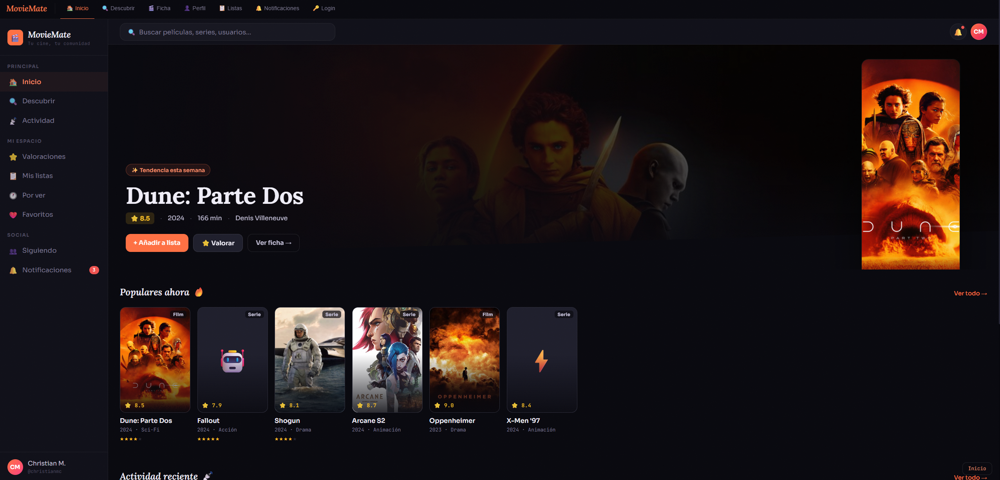 MovieMate
Inicio
Descubrir
Ficha
Perfil
Listas
Notificaciones
Login
MovieMate
Tu cine, tu comunidad
Buscar películas, series, usuarios...
CM
PRINCIPAL
Inicio
Descubrir
Actividad
MI ESPACIO
Valoraciones
Mis listas
Por ver
Favoritos
SOCIAL
Siguiendo
Notificaciones 3
Christian M.
@christianmc
CM
Tendencia esta semana
Dune: Parte Dos
8.5 · 2024 · 166 min · Denis Villeneuve
+ Añadir a lista
Valorar
Ver ficha →
DUNE
PART TWO
Populares ahora
Ver todo →
Film
DUNE
8.5
Dune: Parte Dos
2024 · Sci-Fi
★★★★★
Serie
7.9
Fallout
2024 · Acción
★★★★★
Serie
8.1
Shogun
2024 · Drama
★★★★★
Serie
ARCANE
8.7
Arcane S2
2024 · Animación
Film
OPPENHEIMER
9.0
Oppenheimer
2023 · Drama
Serie
8.4
X-Men '97
2024 · Animación
Actividad reciente
Inicio
Ver todo →